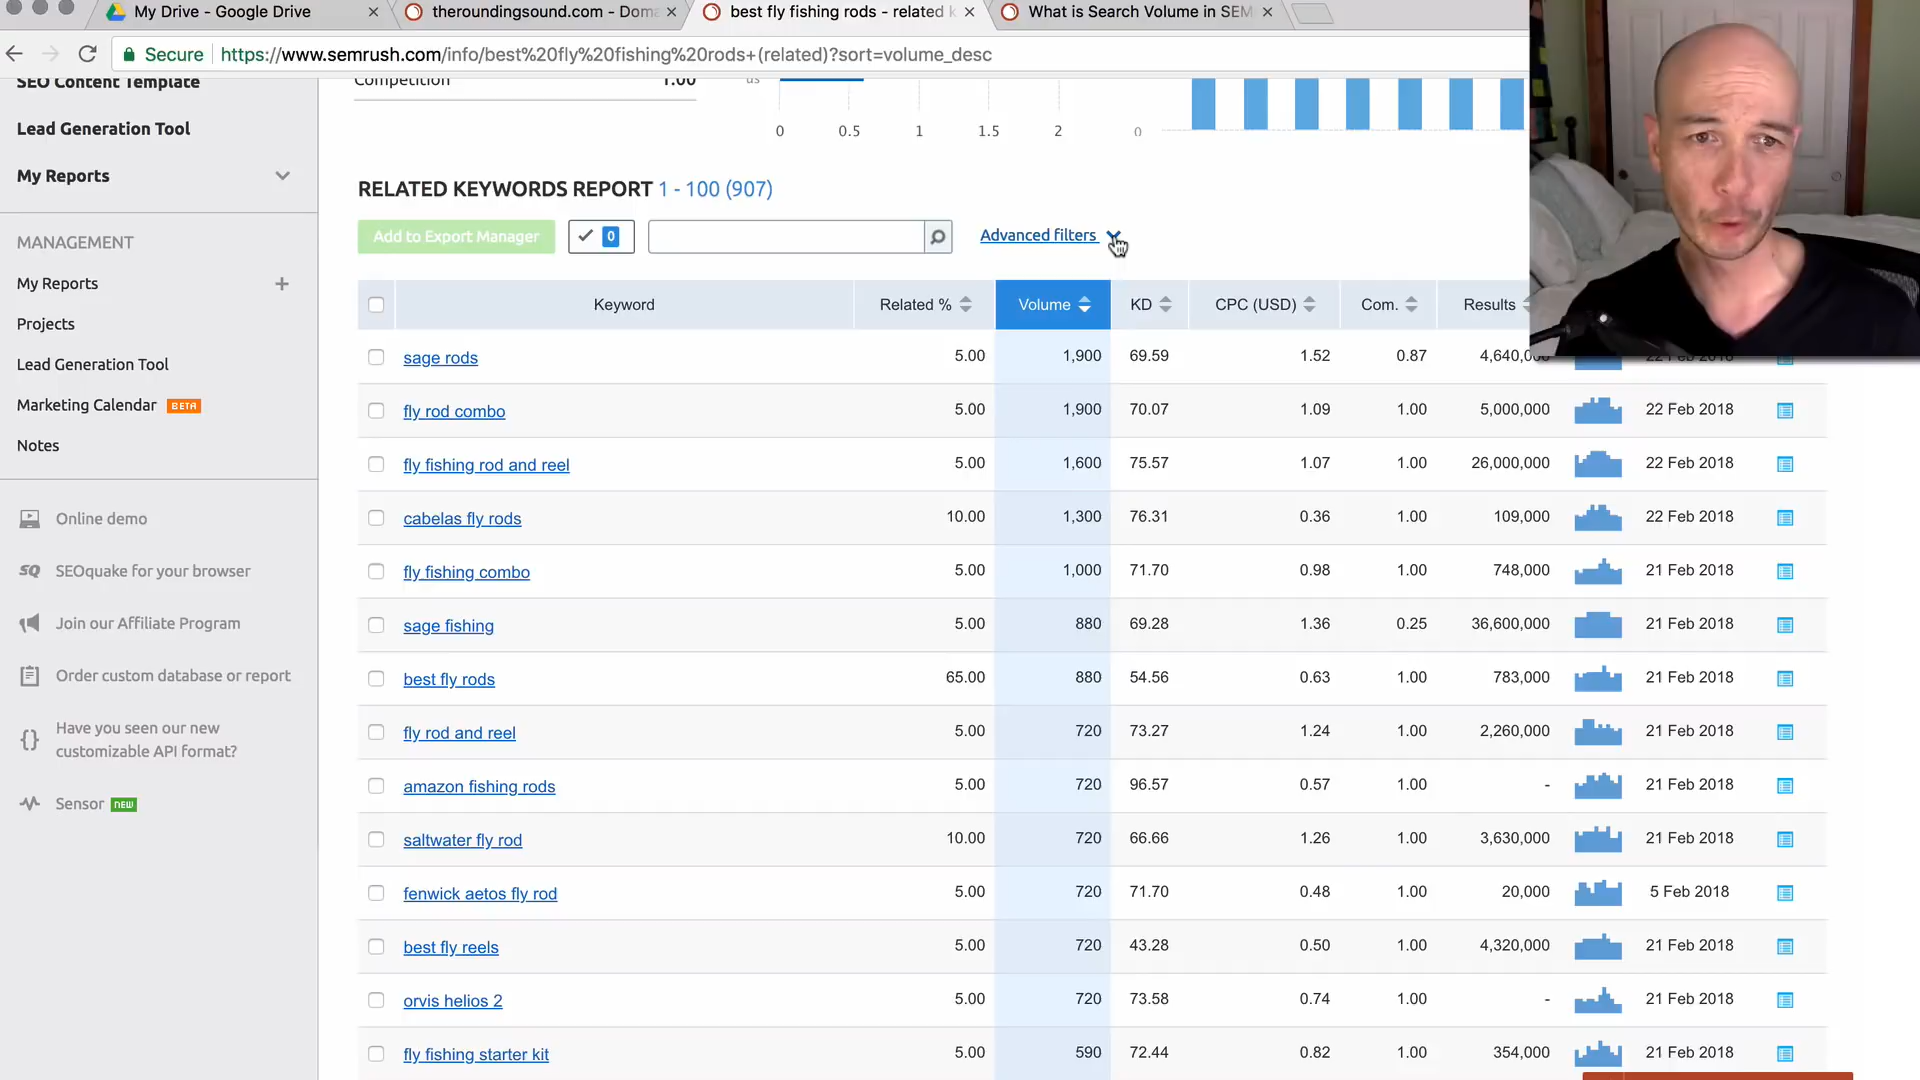 My Drive - Google Drive
theroundingsound.com - Doma
best fly fishing rods - related k
What is Search Volume in SEM
Secure https://www.semrush.com/info/best%20fly%20fishing%20rods+(related)?sort=volume_desc
SEO Content Template
Lead Generation Tool
My Reports
MANAGEMENT
My Reports
Projects
Lead Generation Tool
Marketing Calendar BETA
Notes
Online demo
SQ SEOquake for your browser
Join our Affiliate Program
Order custom database or report
Have you seen our new
customizable API format?
Sensor NEW
Competition 1.00
us
0 0.5 1 1.5 2
0
RELATED KEYWORDS REPORT 1 - 100 (907)
Add to Export Manager 0 Advanced filters
Keyword Related % Volume KD CPC (USD) Com. Results
sage rods 5.00 1,900 69.59 1.52 0.87 4,640,000 22 Feb 2018
fly rod combo 5.00 1,900 70.07 1.09 1.00 5,000,000 22 Feb 2018
fly fishing rod and reel 5.00 1,600 75.57 1.07 1.00 26,000,000 22 Feb 2018
cabelas fly rods 10.00 1,300 76.31 0.36 1.00 109,000 22 Feb 2018
fly fishing combo 5.00 1,000 71.70 0.98 1.00 748,000 21 Feb 2018
sage fishing 5.00 880 69.28 1.36 0.25 36,600,000 21 Feb 2018
best fly rods 65.00 880 54.56 0.63 1.00 783,000 21 Feb 2018
fly rod and reel 5.00 720 73.27 1.24 1.00 2,260,000 21 Feb 2018
amazon fishing rods 5.00 720 96.57 0.57 1.00 - 21 Feb 2018
saltwater fly rod 10.00 720 66.66 1.26 1.00 3,630,000 21 Feb 2018
fenwick aetos fly rod 5.00 720 71.70 0.48 1.00 20,000 5 Feb 2018
best fly reels 5.00 720 43.28 0.50 1.00 4,320,000 21 Feb 2018
orvis helios 2 5.00 720 73.58 0.74 1.00 - 21 Feb 2018
fly fishing starter kit 5.00 590 72.44 0.82 1.00 354,000 21 Feb 2018